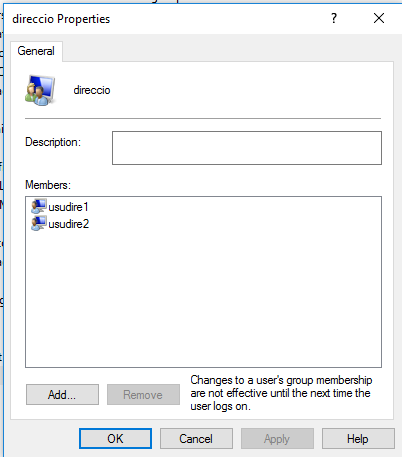 direccio Properties
General
direccio
Description:
Members:
usudire1
usudire2
Add...
Remove
Changes to a user's group membership
are not effective until the next time the
user logs on.
OK
Cancel
Apply
Help